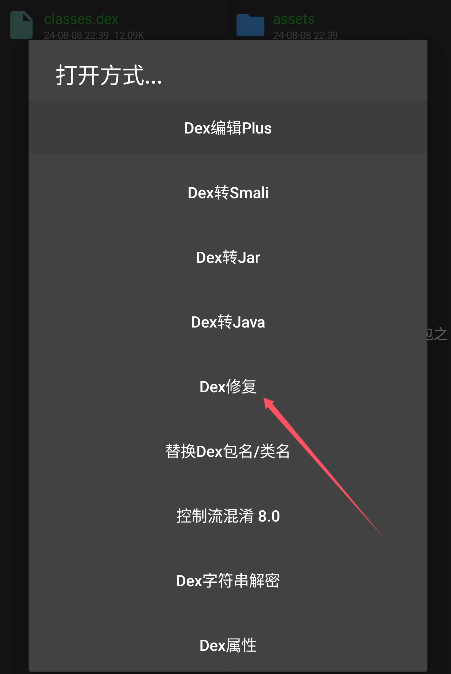 classes.dex
24-08-08 22:39 12.09K
assets
24-08-08 22:39
打开方式...
Dex编辑Plus
Dex转Smali
Dex转Jar
Dex转Java
包之
Dex修复
替换Dex包名/类名
控制流混淆 8.0
Dex字符串解密
Dex属性